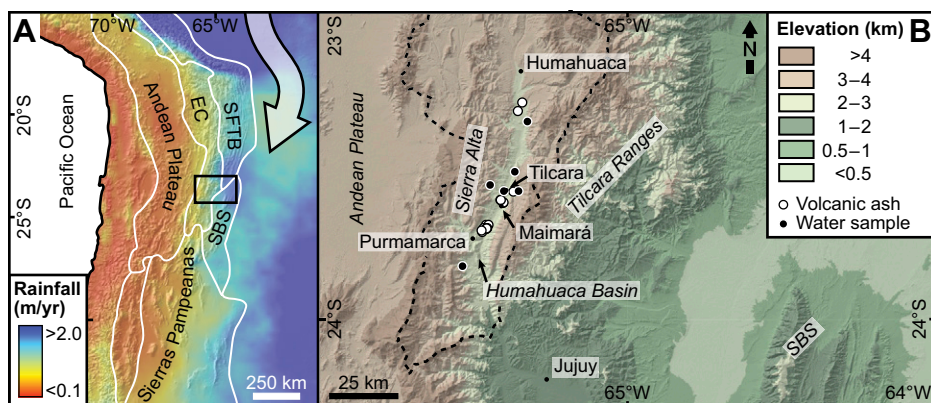 A
70°W
65°W
20°S
25°S
Pacific Ocean
Andean Plateau
EC
SFTB
SBS
Sierras Pampeanas
Rainfall
(m/yr)
>2.0
<0.1
250 km
B
23°S
65°W
N
Elevation (km)
>4
3–4
2–3
1–2
0.5–1
<0.5
Volcanic ash
Water sample
Humahuaca
Andean Plateau
Sierra Alta
Tilcara
Tilcara Ranges
Maimará
Purmamarca
Humahuaca Basin
24°S
24°S
SBS
Jujuy
25 km
65°W
64°W